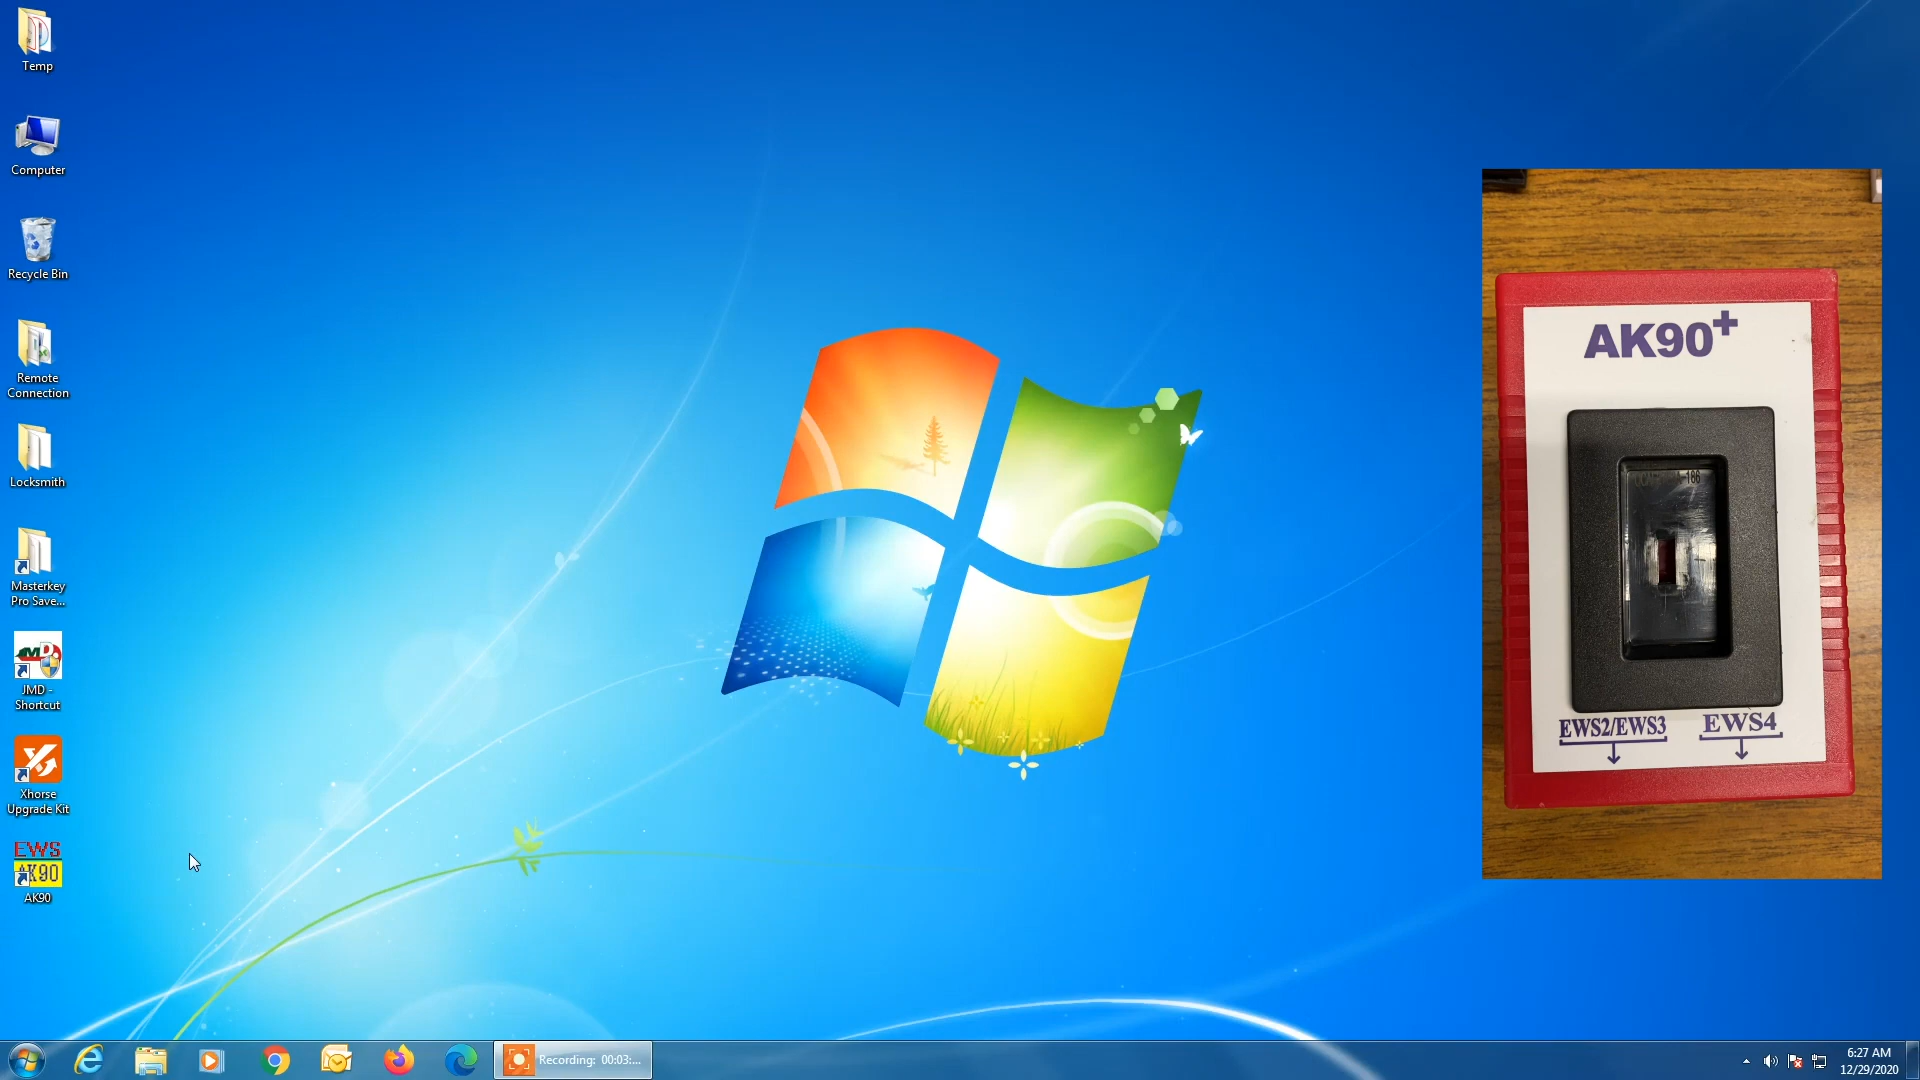 Temp
Computer
Recycle Bin
Remote
Connection
Locksmith
Masterkey
Pro Save...
JMD
JMD -
Shortcut
Xhorse
Upgrade Kit
EWS
AK90
AK90
AK90+
EWS2/EWS3
EWS4
Recording: 00:03:...
6:27 AM
12/29/2020